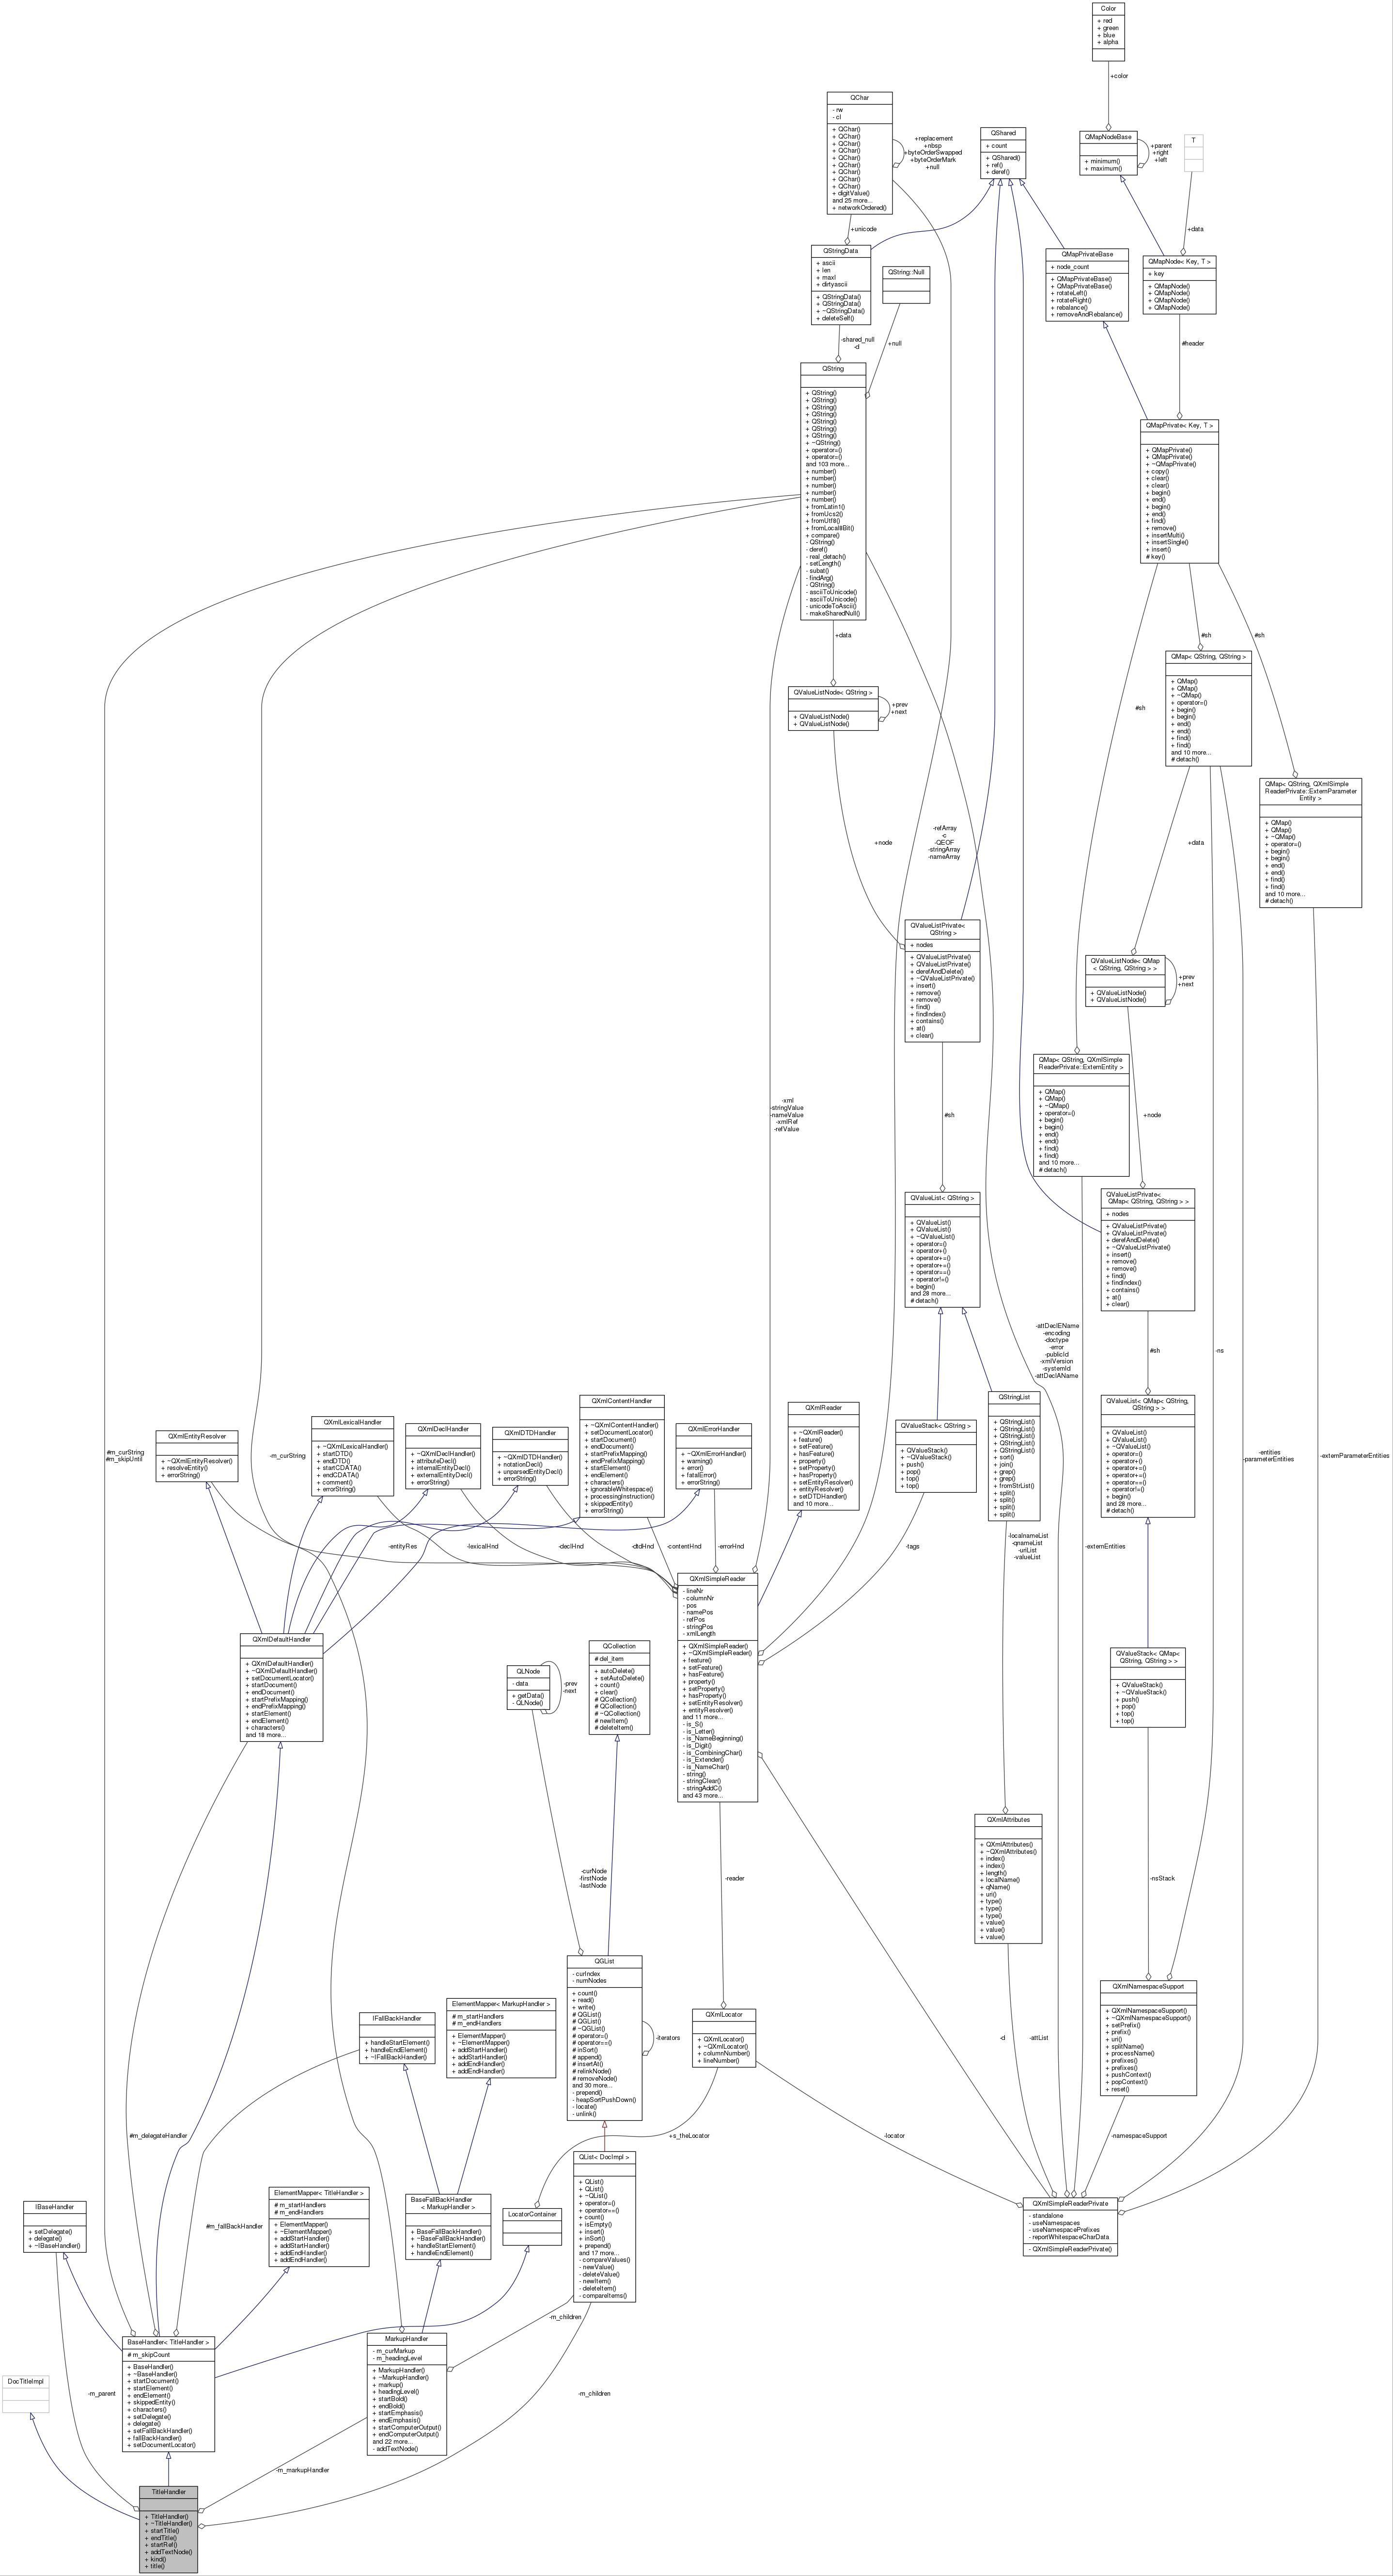 Color
+ red
+ green
+ blue
+ alpha
+color
QChar
- rw
- cl
+ QChar()
+ QChar()
+ QChar()
+ QChar()
+ QChar()
+ QChar()
+ QChar()
+ QChar()
+ QChar()
+ digitValue()
and 25 more...
+ networkOrdered()
+replacement
+nbsp
+byteOrderSwapped
+byteOrderMark
+null
QShared
+ count
+ QShared()
+ ref()
+ deref()
QMapNodeBase
+ minimum()
+ maximum()
+parent
+right
+left
T
+unicode
+data
QStringData
+ ascii
+ len
+ maxl
+ dirtyascii
+ QStringData()
+ QStringData()
+ ~QStringData()
+ deleteSelf()
QString::Null
QMapPrivateBase
+ node_count
+ QMapPrivateBase()
+ QMapPrivateBase()
+ rotateLeft()
+ rotateRight()
+ rebalance()
+ removeAndRebalance()
QMapNode< Key, T >
+ key
+ QMapNode()
+ QMapNode()
+ QMapNode()
+ QMapNode()
-shared_null
-d
+null
#header
QString
+ QString()
+ QString()
+ QString()
+ QString()
+ QString()
+ QString()
+ QString()
+ ~QString()
+ operator=()
+ operator=()
and 103 more...
+ number()
+ number()
+ number()
+ number()
+ number()
+ fromLatin1()
+ fromUcs2()
+ fromUtf8()
+ fromLocal8Bit()
+ compare()
- QString()
- deref()
- real_detach()
- setLength()
- subat()
- findArg()
- QString()
- asciiToUnicode()
- asciiToUnicode()
- unicodeToAscii()
- makeSharedNull()
QMapPrivate< Key, T >
+ QMapPrivate()
+ QMapPrivate()
+ ~QMapPrivate()
+ copy()
+ clear()
+ clear()
+ begin()
+ end()
+ begin()
+ end()
+ find()
+ remove()
+ insertMulti()
+ insertSingle()
+ insert()
# key()
+data
#sh
#sh
#sh
QMap< QString, QString >
+ QMap()
+ QMap()
+ ~QMap()
+ operator=()
+ begin()
+ begin()
+ end()
+ end()
+ find()
+ find()
and 10 more...
# detach()
QValueListNode< QString >
+ QValueListNode()
+ QValueListNode()
+prev
+next
QMap< QString, QXmlSimple
ReaderPrivate::ExternParameter
Entity >
+ QMap()
+ QMap()
+ ~QMap()
+ operator=()
+ begin()
+ begin()
+ end()
+ end()
+ find()
+ find()
and 10 more...
# detach()
+node
-refArray
-c
-QEOF
-stringArray
-nameArray
+data
QValueListPrivate<
QString >
+ nodes
+ QValueListPrivate()
+ QValueListPrivate()
+ derefAndDelete()
+ ~QValueListPrivate()
+ insert()
+ remove()
+ remove()
+ find()
+ findIndex()
+ contains()
+ at()
+ clear()
QValueListNode< QMap
< QString, QString > >
+ QValueListNode()
+ QValueListNode()
+prev
+next
QMap< QString, QXmlSimple
ReaderPrivate::ExternEntity >
+ QMap()
+ QMap()
+ ~QMap()
+ operator=()
+ begin()
+ begin()
+ end()
+ end()
+ find()
+ find()
and 10 more...
# detach()
-xml
-stringValue
-nameValue
-xmlRef
-refValue
#sh
+node
QValueList< QString >
+ QValueList()
+ QValueList()
+ ~QValueList()
+ operator=()
+ operator+()
+ operator+=()
+ operator+=()
+ operator==()
+ operator!=()
+ begin()
and 28 more...
# detach()
QValueListPrivate<
QMap< QString, QString > >
+ nodes
+ QValueListPrivate()
+ QValueListPrivate()
+ derefAndDelete()
+ ~QValueListPrivate()
+ insert()
+ remove()
+ remove()
+ find()
+ findIndex()
+ contains()
+ at()
+ clear()
-attDeclEName
-encoding
-doctype
-error
-publicId
-xmlVersion
-systemId
-attDeclAName
#sh
-ns
QXmlEntityResolver
+ ~QXmlEntityResolver()
+ resolveEntity()
+ errorString()
QXmlLexicalHandler
+ ~QXmlLexicalHandler()
+ startDTD()
+ endDTD()
+ startCDATA()
+ endCDATA()
+ comment()
+ errorString()
QXmlDeclHandler
+ ~QXmlDeclHandler()
+ attributeDecl()
+ internalEntityDecl()
+ externalEntityDecl()
+ errorString()
QXmlDTDHandler
+ ~QXmlDTDHandler()
+ notationDecl()
+ unparsedEntityDecl()
+ errorString()
QXmlContentHandler
+ ~QXmlContentHandler()
+ setDocumentLocator()
+ startDocument()
+ endDocument()
+ startPrefixMapping()
+ endPrefixMapping()
+ startElement()
+ endElement()
+ characters()
+ ignorableWhitespace()
+ processingInstruction()
+ skippedEntity()
+ errorString()
QXmlErrorHandler
+ ~QXmlErrorHandler()
+ warning()
+ error()
+ fatalError()
+ errorString()
QXmlReader
+ ~QXmlReader()
+ feature()
+ setFeature()
+ hasFeature()
+ property()
+ setProperty()
+ hasProperty()
+ setEntityResolver()
+ entityResolver()
+ setDTDHandler()
and 10 more...
QValueStack< QString >
+ QValueStack()
+ ~QValueStack()
+ push()
+ pop()
+ top()
+ top()
QStringList
+ QStringList()
+ QStringList()
+ QStringList()
+ QStringList()
+ QStringList()
+ sort()
+ join()
+ grep()
+ grep()
+ fromStrList()
+ split()
+ split()
+ split()
+ split()
QValueList< QMap< QString,
QString > >
+ QValueList()
+ QValueList()
+ ~QValueList()
+ operator=()
+ operator+()
+ operator+=()
+ operator+=()
+ operator==()
+ operator!=()
+ begin()
and 28 more...
# detach()
#m_curString
#m_skipUntil
-m_curString
-entities
-parameterEntities
-externParameterEntities
-entityRes
-lexicalHnd
-declHnd
-dtdHnd
-contentHnd
-errorHnd
-tags
-localnameList
-qnameList
-uriList
-valueList
-externEntities
QXmlSimpleReader
- lineNr
- columnNr
- pos
- namePos
- refPos
- stringPos
- xmlLength
+ QXmlSimpleReader()
+ ~QXmlSimpleReader()
+ feature()
+ setFeature()
+ hasFeature()
+ property()
+ setProperty()
+ hasProperty()
+ setEntityResolver()
+ entityResolver()
and 11 more...
- is_S()
- is_Letter()
- is_NameBeginning()
- is_Digit()
- is_CombiningChar()
- is_Extender()
- is_NameChar()
- string()
- stringClear()
- stringAddC()
and 43 more...
QXmlDefaultHandler
+ QXmlDefaultHandler()
+ ~QXmlDefaultHandler()
+ setDocumentLocator()
+ startDocument()
+ endDocument()
+ startPrefixMapping()
+ endPrefixMapping()
+ startElement()
+ endElement()
+ characters()
and 18 more...
QLNode
- data
+ getData()
- QLNode()
-prev
-next
QCollection
# del_item
+ autoDelete()
+ setAutoDelete()
+ count()
+ clear()
# QCollection()
# QCollection()
# ~QCollection()
# newItem()
# deleteItem()
QValueStack< QMap<
QString, QString > >
+ QValueStack()
+ ~QValueStack()
+ push()
+ pop()
+ top()
+ top()
QXmlAttributes
+ QXmlAttributes()
+ ~QXmlAttributes()
+ index()
+ index()
+ length()
+ localName()
+ qName()
+ uri()
+ type()
+ type()
+ type()
+ value()
+ value()
+ value()
-curNode
-firstNode
-lastNode
-reader
-nsStack
QGList
- curIndex
- numNodes
+ count()
+ read()
+ write()
# QGList()
# QGList()
# ~QGList()
# operator=()
# operator==()
# inSort()
# append()
# insertAt()
# relinkNode()
# removeNode()
and 30 more...
- prepend()
- heapSortPushDown()
- locate()
- unlink()
-iterators
QXmlNamespaceSupport
+ QXmlNamespaceSupport()
+ ~QXmlNamespaceSupport()
+ setPrefix()
+ prefix()
+ uri()
+ splitName()
+ processName()
+ prefixes()
+ prefixes()
+ pushContext()
+ popContext()
+ reset()
IFallBackHandler
+ handleStartElement()
+ handleEndElement()
+ ~IFallBackHandler()
ElementMapper< MarkupHandler >
# m_startHandlers
# m_endHandlers
+ ElementMapper()
+ ~ElementMapper()
+ addStartHandler()
+ addStartHandler()
+ addEndHandler()
+ addEndHandler()
QXmlLocator
+ QXmlLocator()
+ ~QXmlLocator()
+ columnNumber()
+ lineNumber()
-d
-attList
#m_delegateHandler
+s_theLocator
-locator
-namespaceSupport
QList< DocImpl >
+ QList()
+ QList()
+ ~QList()
+ operator=()
+ operator==()
+ count()
+ isEmpty()
+ insert()
+ inSort()
+ prepend()
and 17 more...
- compareValues()
- newValue()
- deleteValue()
- newItem()
- deleteItem()
- compareItems()
IBaseHandler
+ setDelegate()
+ delegate()
+ ~IBaseHandler()
#m_fallBackHandler
ElementMapper< TitleHandler >
# m_startHandlers
# m_endHandlers
+ ElementMapper()
+ ~ElementMapper()
+ addStartHandler()
+ addStartHandler()
+ addEndHandler()
+ addEndHandler()
BaseFallBackHandler
< MarkupHandler >
+ BaseFallBackHandler()
+ ~BaseFallBackHandler()
+ handleStartElement()
+ handleEndElement()
LocatorContainer
QXmlSimpleReaderPrivate
- standalone
- useNamespaces
- useNamespacePrefixes
- reportWhitespaceCharData
- QXmlSimpleReaderPrivate()
-m_children
BaseHandler< TitleHandler >
# m_skipCount
+ BaseHandler()
+ ~BaseHandler()
+ startDocument()
+ startElement()
+ endElement()
+ skippedEntity()
+ characters()
+ setDelegate()
+ delegate()
+ setFallBackHandler()
+ fallBackHandler()
+ setDocumentLocator()
MarkupHandler
- m_curMarkup
- m_headingLevel
+ MarkupHandler()
+ ~MarkupHandler()
+ markup()
+ headingLevel()
+ startBold()
+ endBold()
+ startEmphasis()
+ endEmphasis()
+ startComputerOutput()
+ endComputerOutput()
and 22 more...
- addTextNode()
DocTitleImpl
-m_parent
-m_children
-m_markupHandler
TitleHandler
+ TitleHandler()
+ ~TitleHandler()
+ startTitle()
+ endTitle()
+ startRef()
+ addTextNode()
+ kind()
+ title()